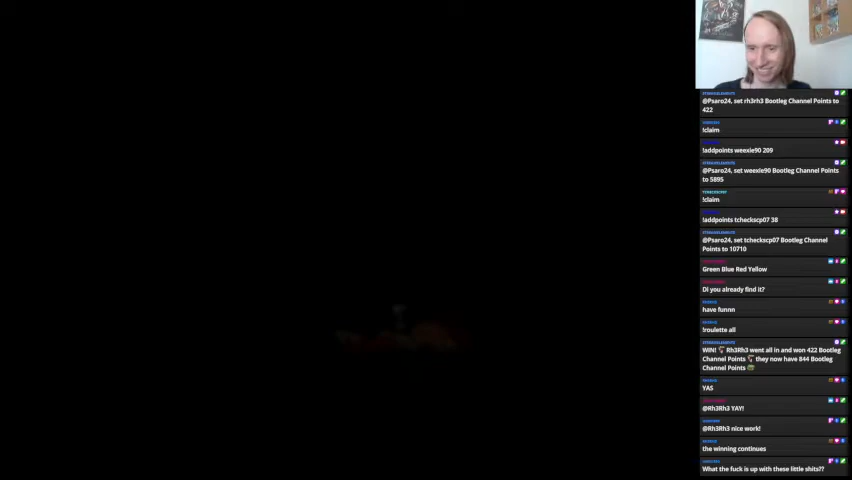 @Psaro24, set rh3rh3 Bootleg Channel Points to
422
!claim
!addpoints weexie90 209
@Psaro24, set weexie90 Bootleg Channel Points
to 5895
!claim
!addpoints tcheckscp07 38
@Psaro24, set tcheckscp07 Bootleg Channel
Points to 10710
Green Blue Red Yellow
Di you already find it?
have funnn
!roulette all
WIN! Rh3Rh3 went all in and won 422 Bootleg
Channel Points they now have 844 Bootleg
Channel Points
YAS
@Rh3Rh3 YAY!
@Rh3Rh3 nice work!
the winning continues
What the fuck is up with these little shits??